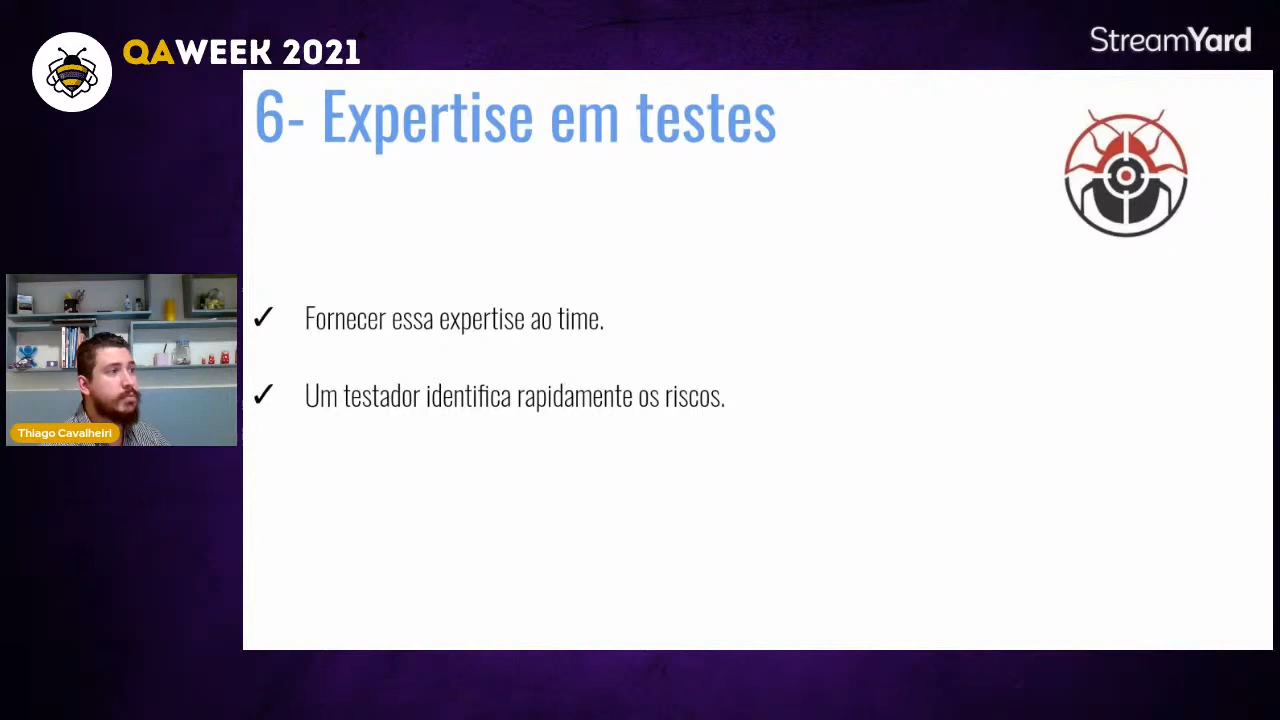 QAWEEK 2021
StreamYard
6- Expertise em testes
✓ Fornecer essa expertise ao time.
✓ Um testador identifica rapidamente os riscos.
Thiago Cavalheiri